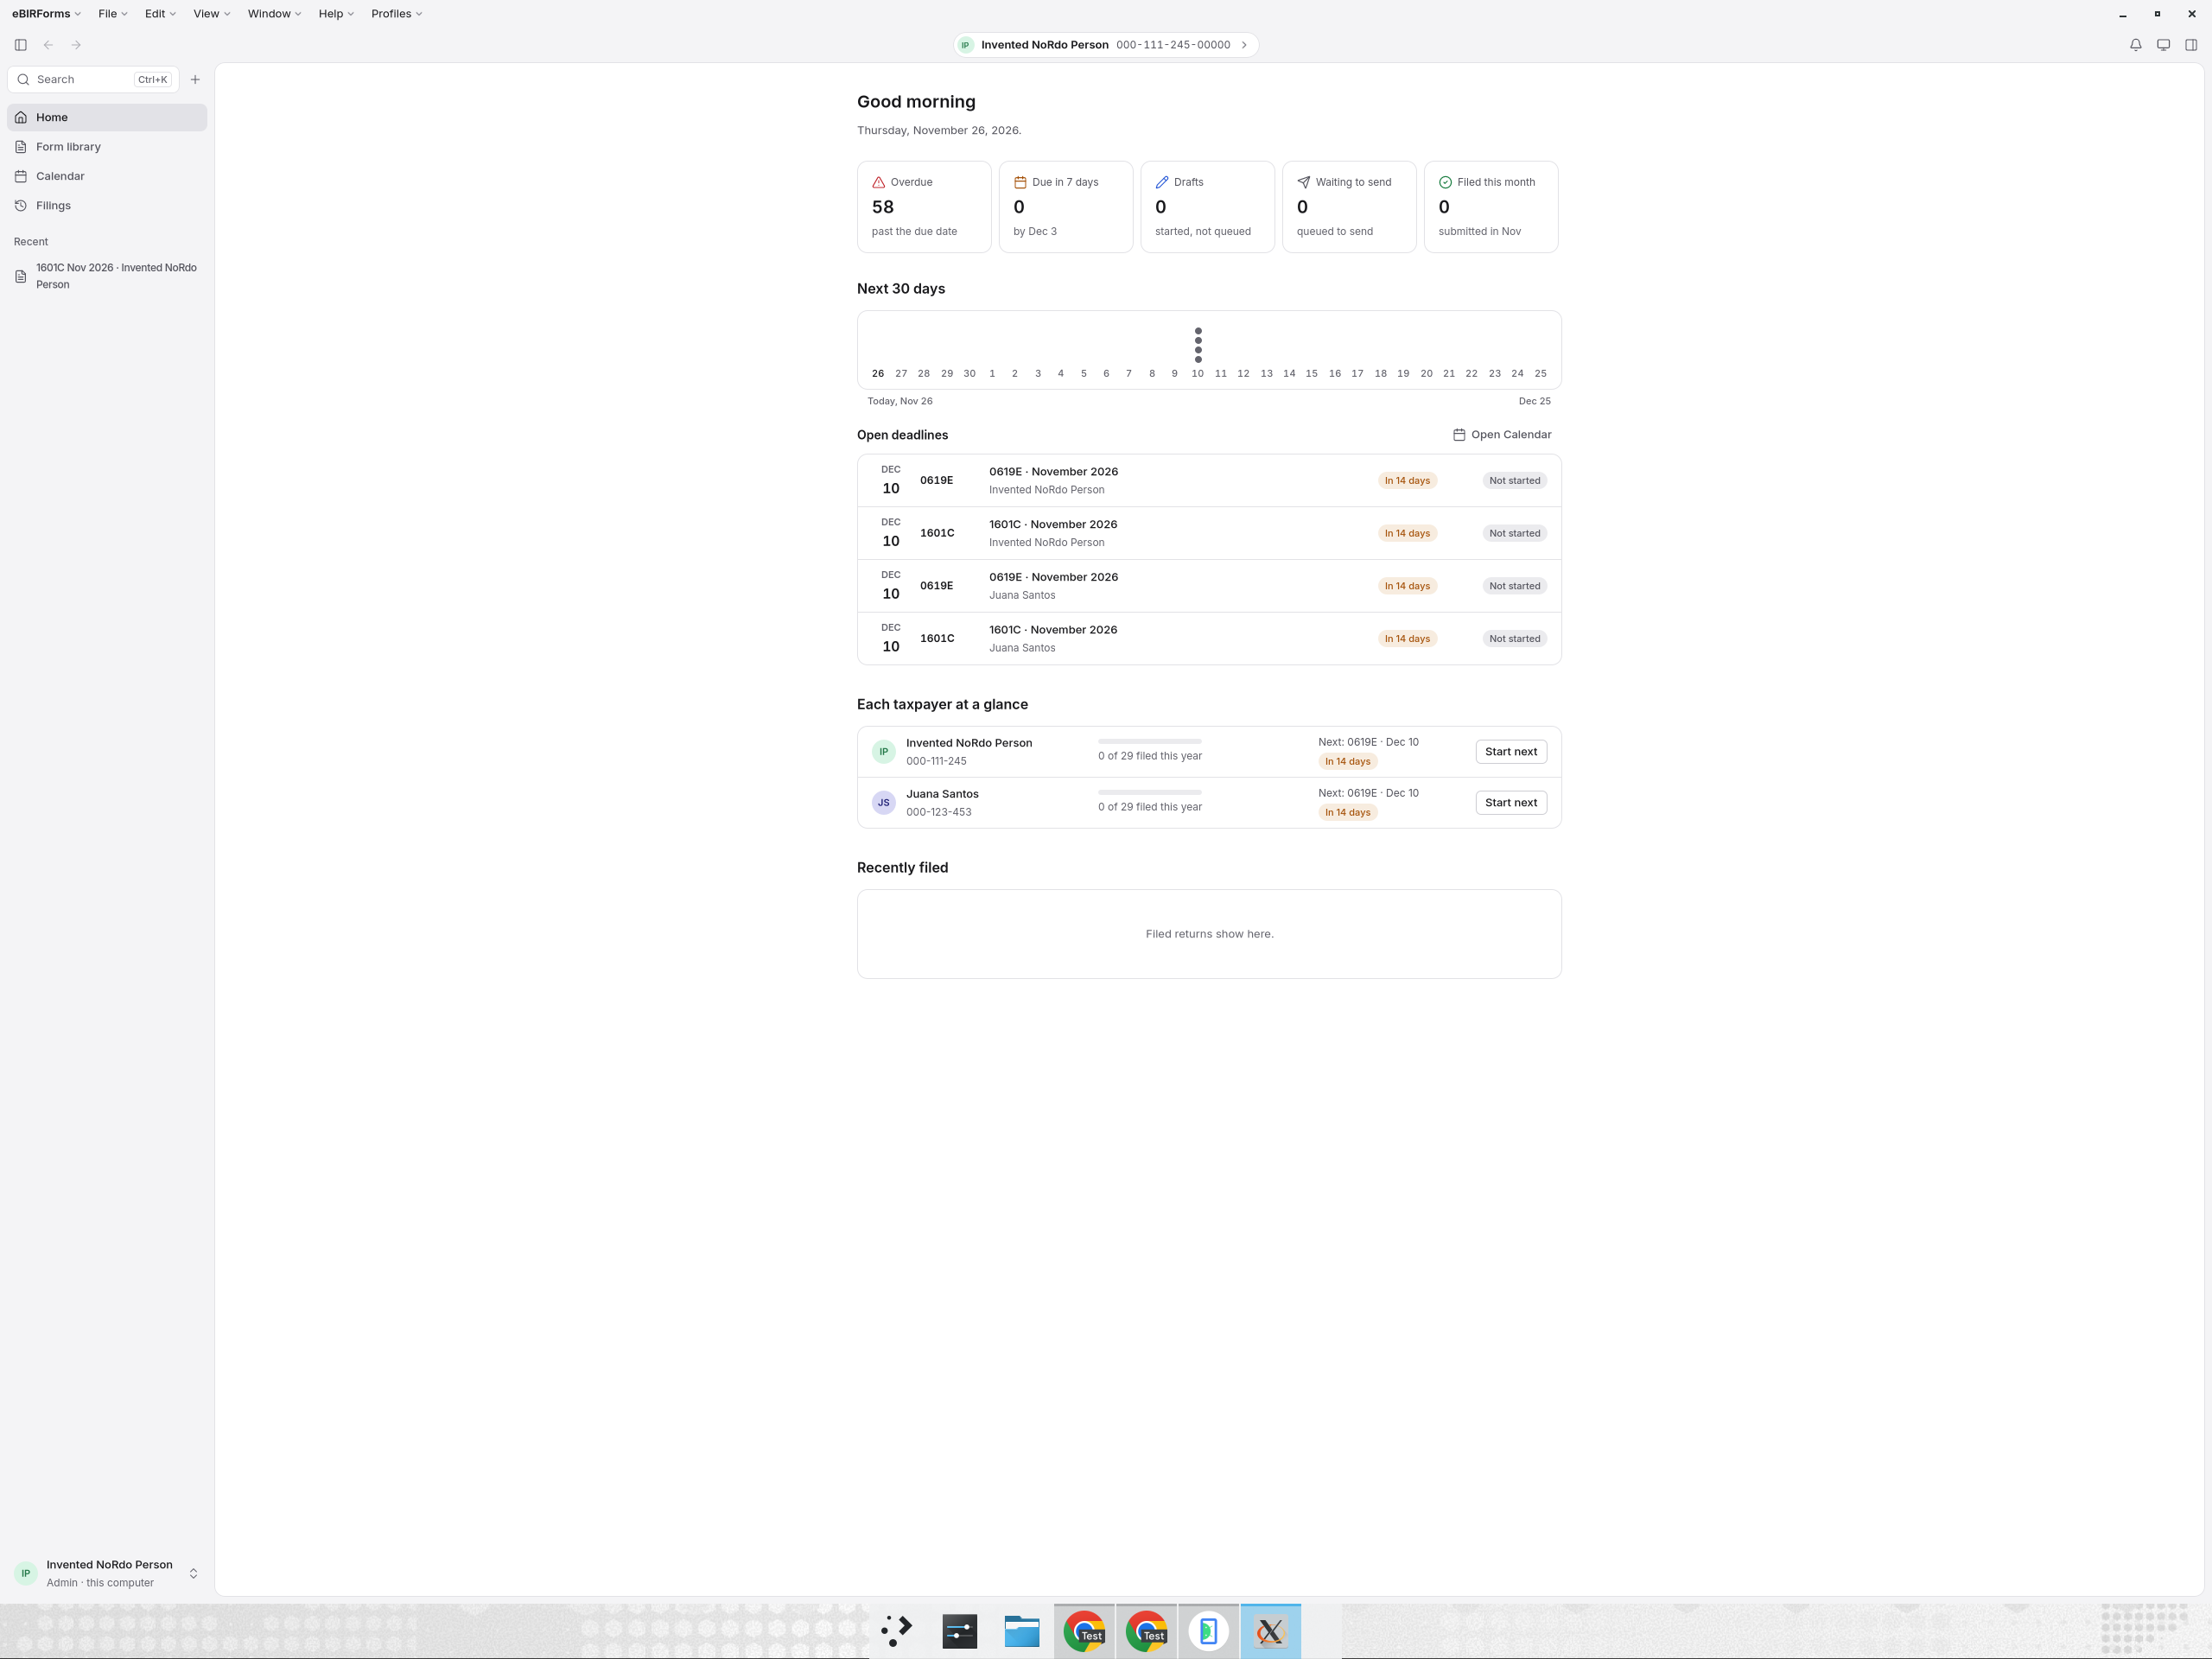 eBIRForms File Edit View Window Help Profiles
IP Invented NoRdo Person 000-111-245-00000
Search Ctrl+K
Home
Form library
Calendar
Filings
Recent
1601C Nov 2026 · Invented NoRdo
Person
Good morning
Thursday, November 26, 2026.
Overdue
58
past the due date
Due in 7 days
0
by Dec 3
Drafts
0
started, not queued
Waiting to send
0
queued to send
Filed this month
0
submitted in Nov
Next 30 days
26 27 28 29 30 1 2 3 4 5 6 7 8 9 10 11 12 13 14 15 16 17 18 19 20 21 22 23 24 25
Today, Nov 26 Dec 25
Open deadlines Open Calendar
DEC
10 0619E 0619E · November 2026
Invented NoRdo Person
In 14 days Not started
DEC
10 1601C 1601C · November 2026
Invented NoRdo Person
In 14 days Not started
DEC
10 0619E 0619E · November 2026
Juana Santos
In 14 days Not started
DEC
10 1601C 1601C · November 2026
Juana Santos
In 14 days Not started
Each taxpayer at a glance
IP Invented NoRdo Person
000-111-245
0 of 29 filed this year
Next: 0619E · Dec 10
In 14 days
Start next
JS Juana Santos
000-123-453
0 of 29 filed this year
Next: 0619E · Dec 10
In 14 days
Start next
Recently filed
Filed returns show here.
IP Invented NoRdo Person
Admin · this computer
Test Test